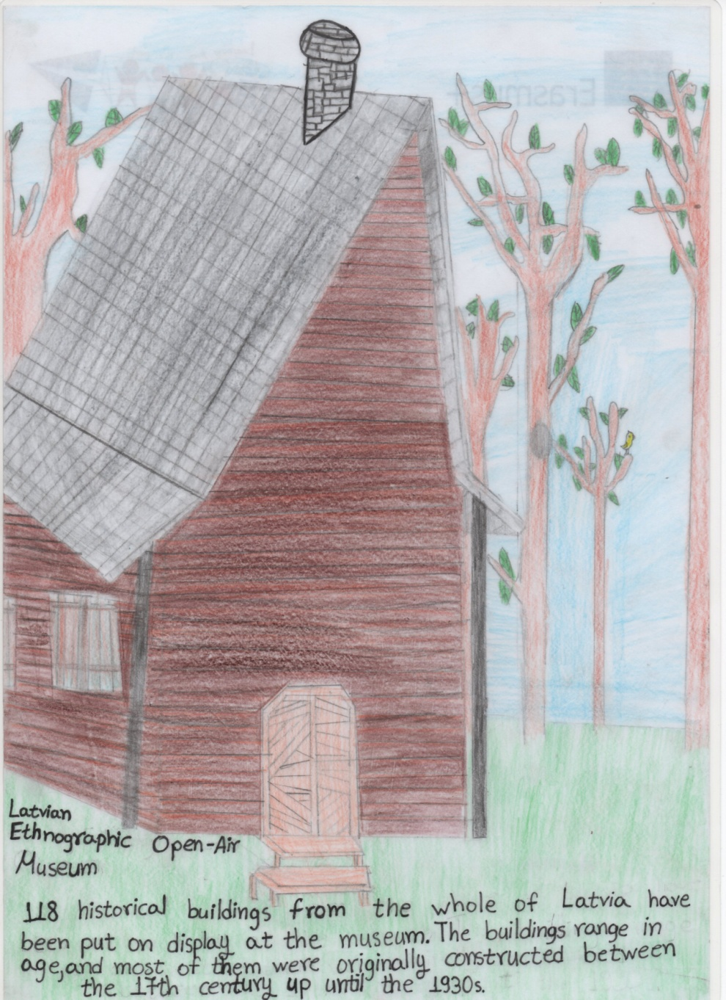 Erasmus+
Latvian
Ethnographic Open-Air
Museum
118 historical buildings from the whole of Latvia have
been put on display at the museum. The buildings range in
age, and most of them were originally constructed between
the 17th century up until the 1930s.